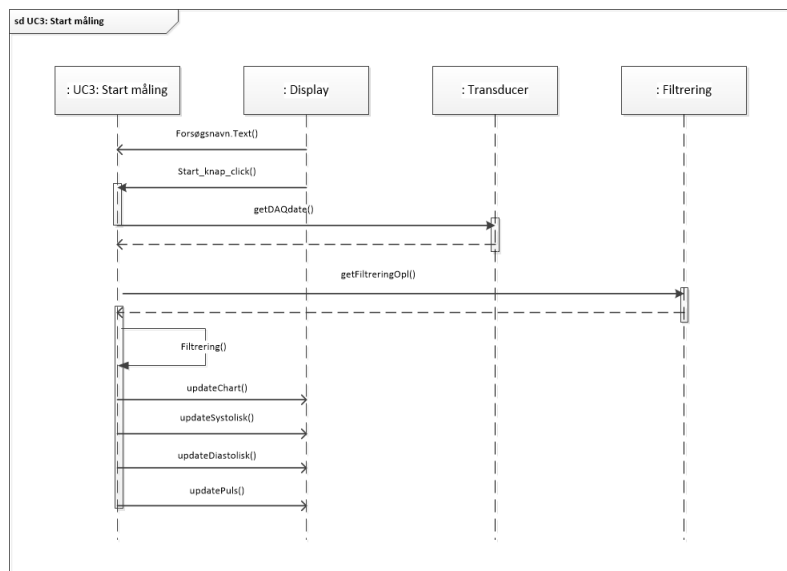 sd UC3: Start måling
: UC3: Start måling
: Display
: Transducer
: Filtrering
Forsøgsnavn.Text()
Start_knap_click()
getDAQdate()
getFiltreringOpl()
Filtrering()
updateChart()
updateSystolisk()
updateDiastolisk()
updatePuls()